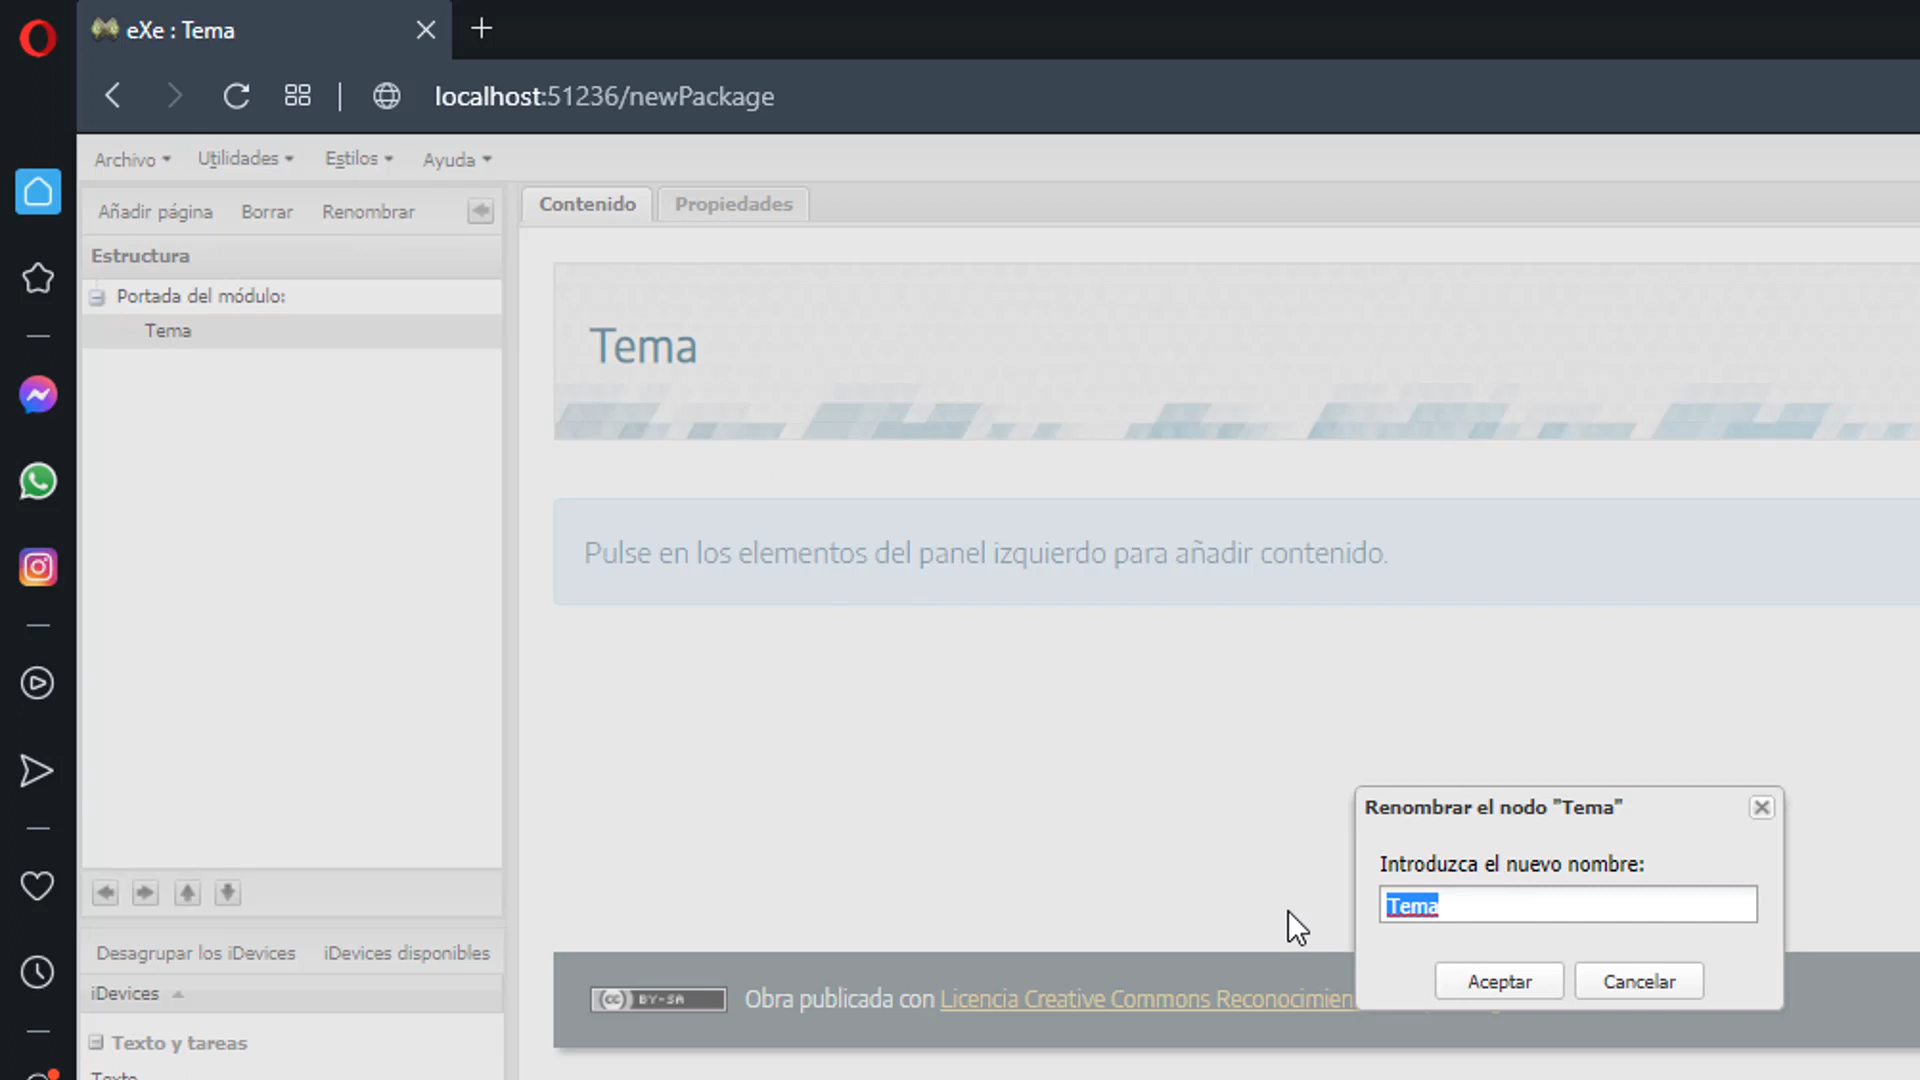 eXe : Tema
localhost:51236/newPackage
Archivo Utilidades Estilos Ayuda
Añadir página Borrar Renombrar
Contenido Propiedades
Estructura
Portada del módulo:
Tema
Tema
Pulse en los elementos del panel izquierdo para añadir contenido.
Renombrar el nodo "Tema"
Introduzca el nuevo nombre:
Tema
Aceptar Cancelar
Desagrupar los iDevices iDevices disponibles
iDevices
cc BY-SA Obra publicada con Licencia Creative Commons Reconocimien
Texto y tareas
Texto